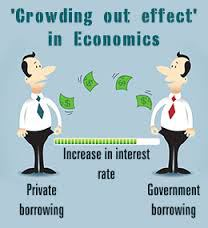 'Crowding out effect'
in Economics
$
$
$
$
Increase in interest
rate
Private
borrowing
Government
borrowing